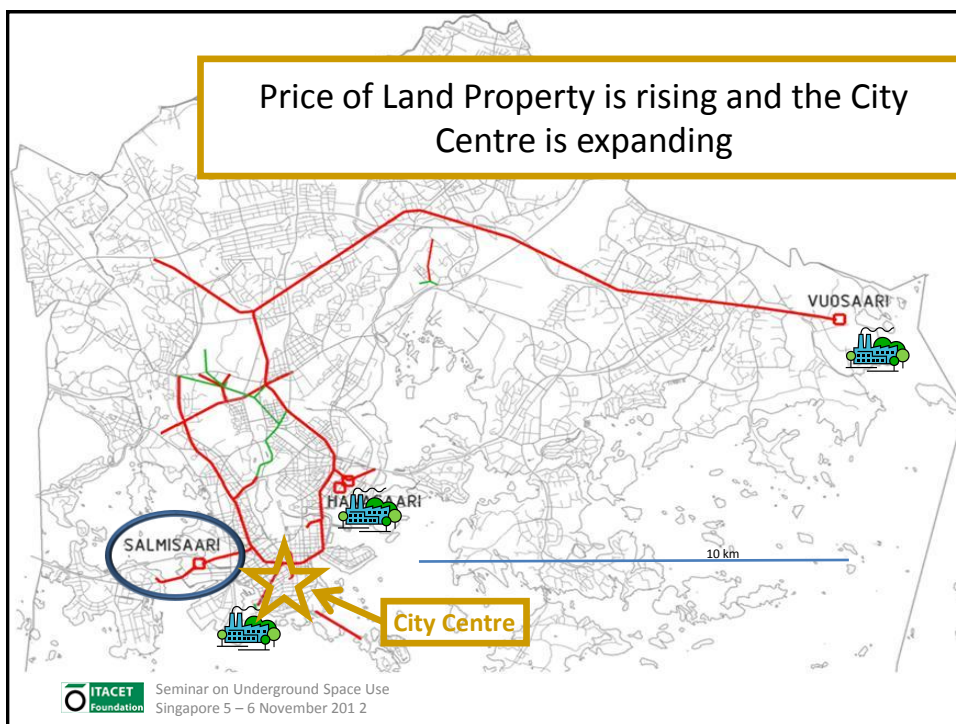 Price of Land Property is rising and the City
Centre is expanding
VUOSAARI
SALMISAARI
10 km
City Centre
ITACET
Foundation
Seminar on Underground Space Use
Singapore 5 – 6 November 201 2